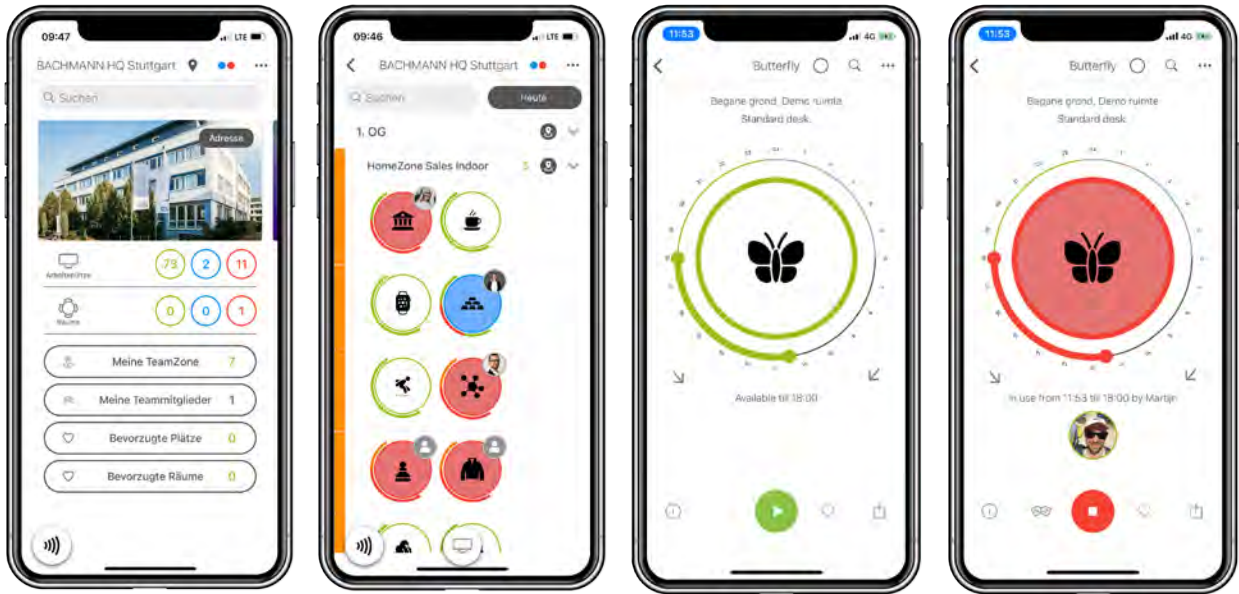 09:47
LTE
BACHMANN HQ Stuttgart
Suchen
Adresse
Arbeitsplätze
79
2
11
Räume
0
0
1
Meine TeamZone 7
Meine Teammitglieder 1
Bevorzugte Plätze 0
Bevorzugte Räume 0
09:46
LTE
BACHMANN HQ Stuttgart
Suchen
Heute
1. OG
HomeZone Sales Indoor 5
11:53
4G
Butterfly
Begane grond, Demo ruimte
Standard desk
Available till 18:00
11:53
4G
Butterfly
Begane grond, Demo ruimte
Standard desk
In use from 11:53 till 18:00 by Martijn